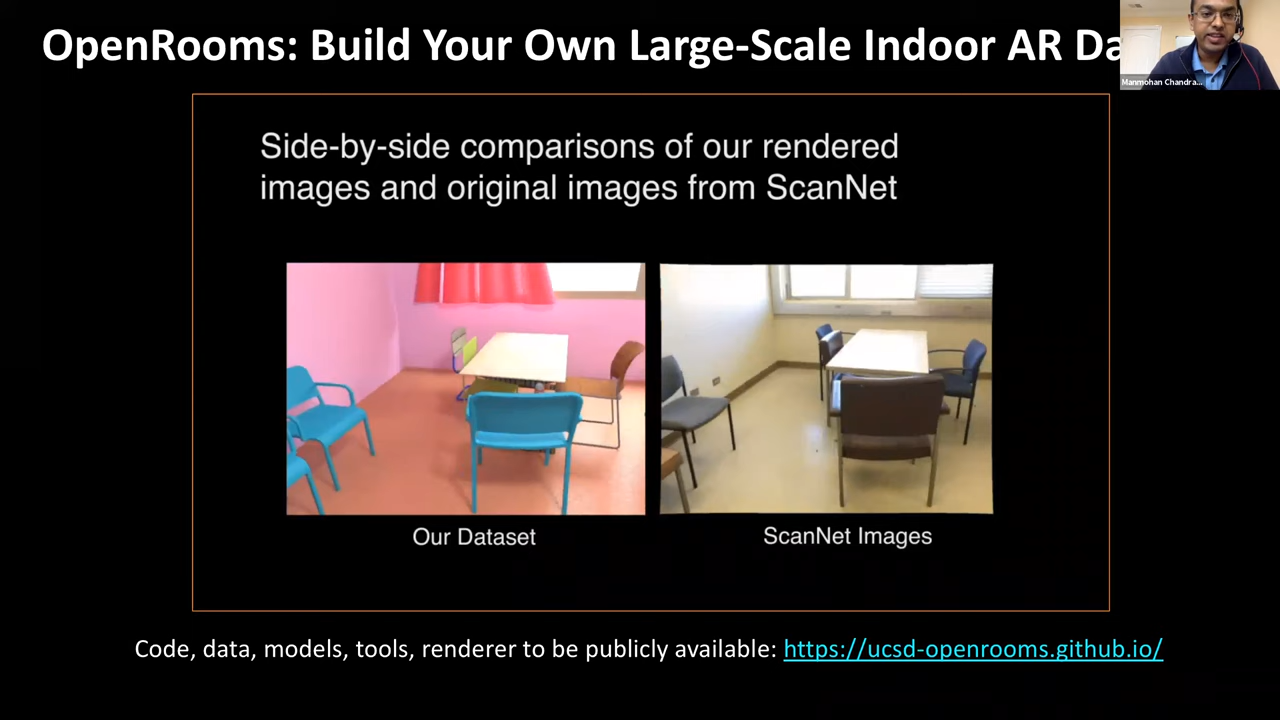 OpenRooms: Build Your Own Large-Scale Indoor AR
Manmohan Chandra...
Side-by-side comparisons of our rendered
images and original images from ScanNet
Our Dataset
ScanNet Images
Code, data, models, tools, renderer to be publicly available: https://ucsd-openrooms.github.io/